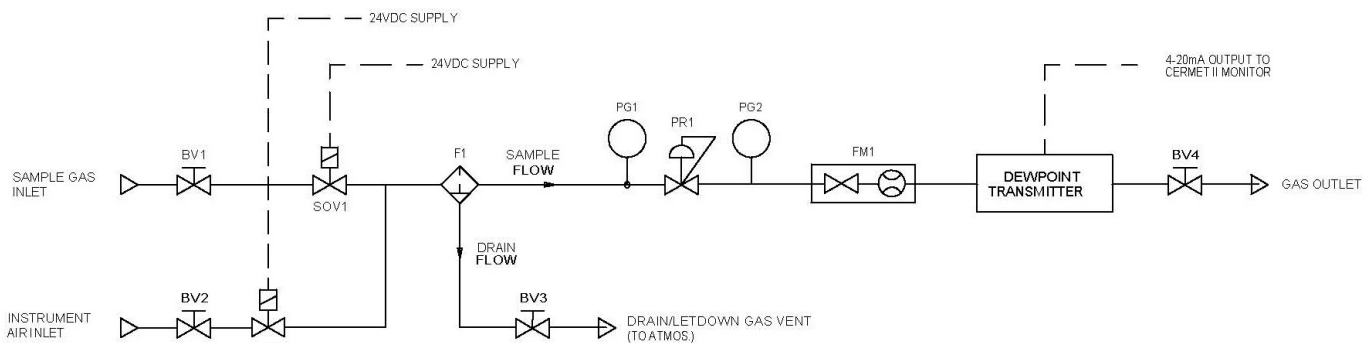 24VDC SUPPLY
24VDC SUPPLY
4-20mA OUTPUT TO
CERMET II MONITOR
PG1
PR1
PG2
BV1
F1
SAMPLE
FLOW
FM1
BV4
SAMPLE GAS
INLET
SOV1
DEWPOINT
TRANSMITTER
GAS OUTLET
DRAIN
FLOW
BV2
BV3
INSTRUMENT
AIR INLET
DRAIN/LETDOWN GAS VENT
(TO ATMOS.)